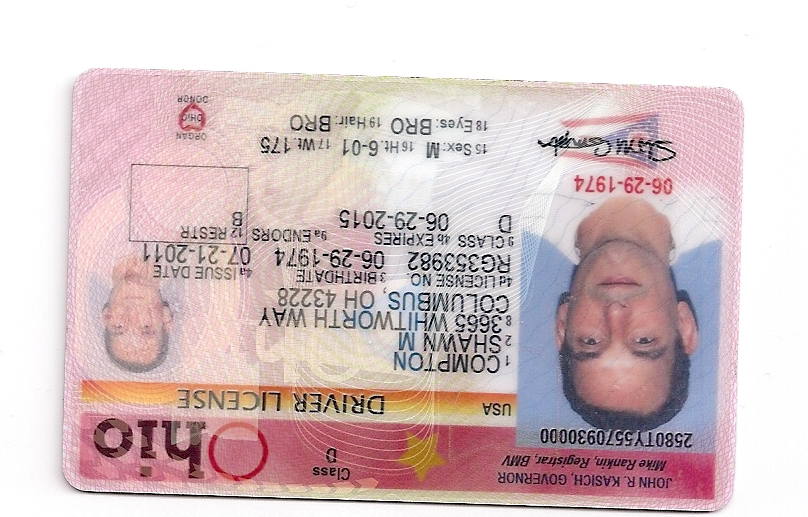 JOHN R. KASICH, GOVERNOR
Mike Rankin, Registrar, BMV
2580TY5570930000
Class
D
Ohio
USA
DRIVER LICENSE
1 COMPTON
2 SHAWN M
8 3665 WHITWORTH WAY
COLUMBUS, OH 43228
4d LICENSE NO. 3 BIRTHDATE 4a ISSUE DATE
RG353982 06-29-1974 07-21-2011
9 CLASS 4b EXPIRES 9a ENDORS 12 RESTR
D 06-29-2015 B
06-29-1974
15 Sex: M 16 Ht. 6-01 17 Wt. 175
18 Eyes: BRO 19 Hair: BRO
ORGAN
OHIO
DONOR